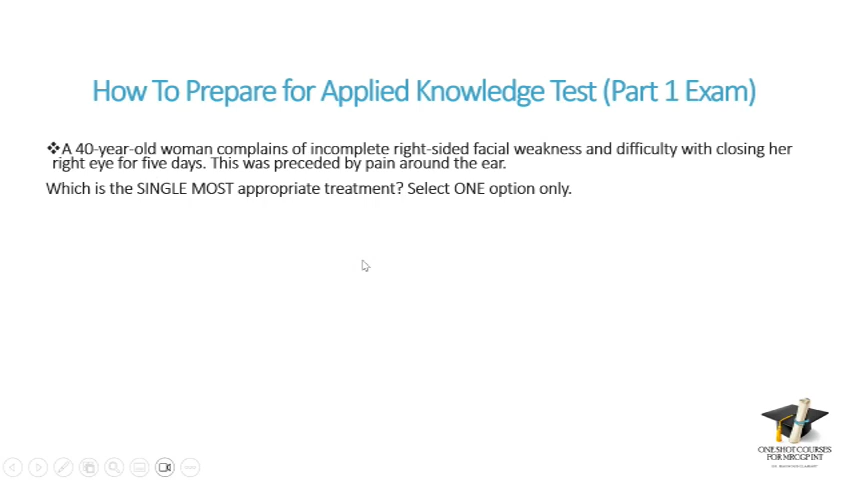 How To Prepare for Applied Knowledge Test (Part 1 Exam)
❖A 40-year-old woman complains of incomplete right-sided facial weakness and difficulty with closing her
right eye for five days. This was preceded by pain around the ear.
Which is the SINGLE MOST appropriate treatment? Select ONE option only.
ONE SHOT COURSES
FOR MRCGP INT